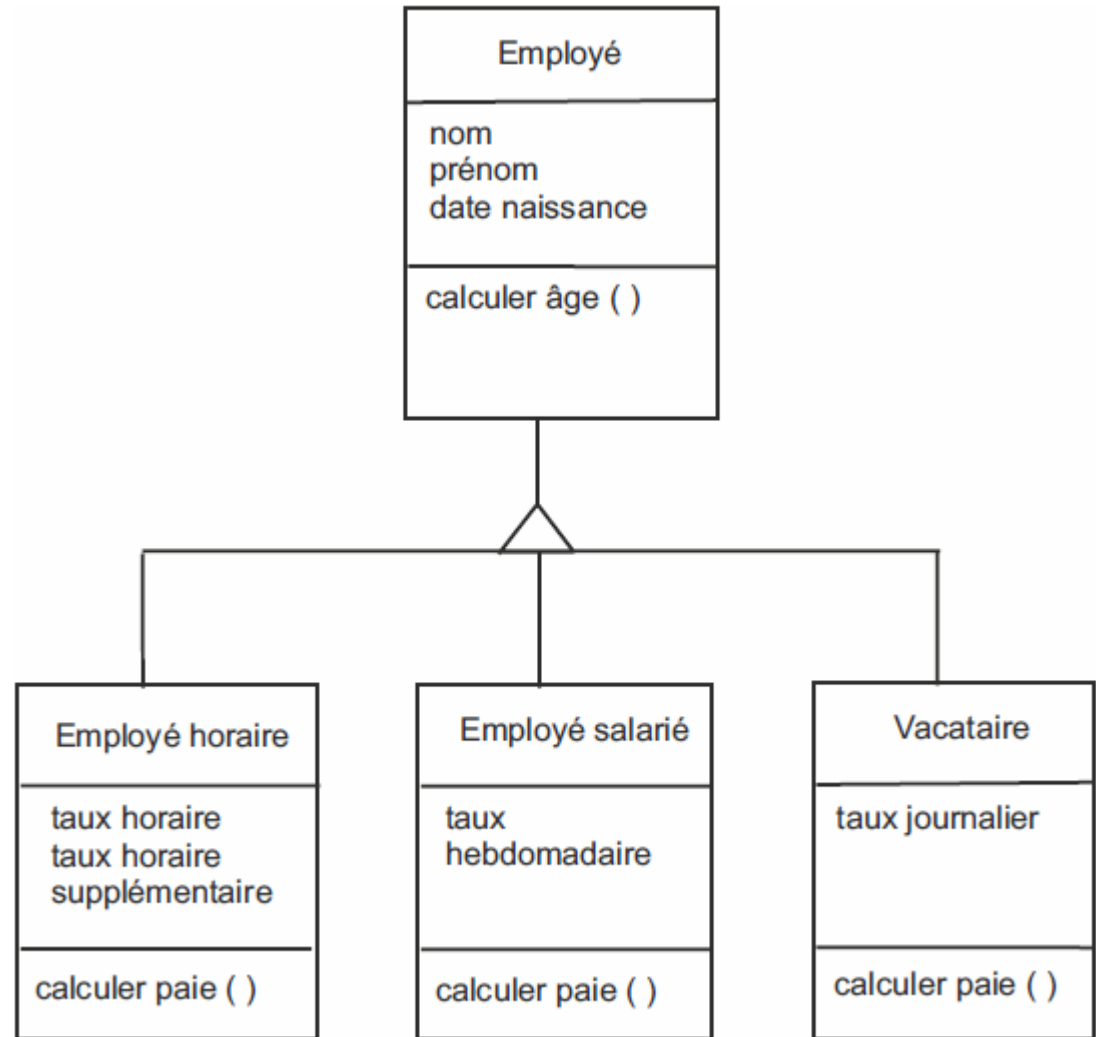 Employé
nom
prénom
date naissance
calculer âge ( )
Employé horaire
taux horaire
taux horaire
supplémentaire
calculer paie ( )
Employé salarié
taux
hebdomadaire
calculer paie ( )
Vacataire
taux journalier
calculer paie ( )